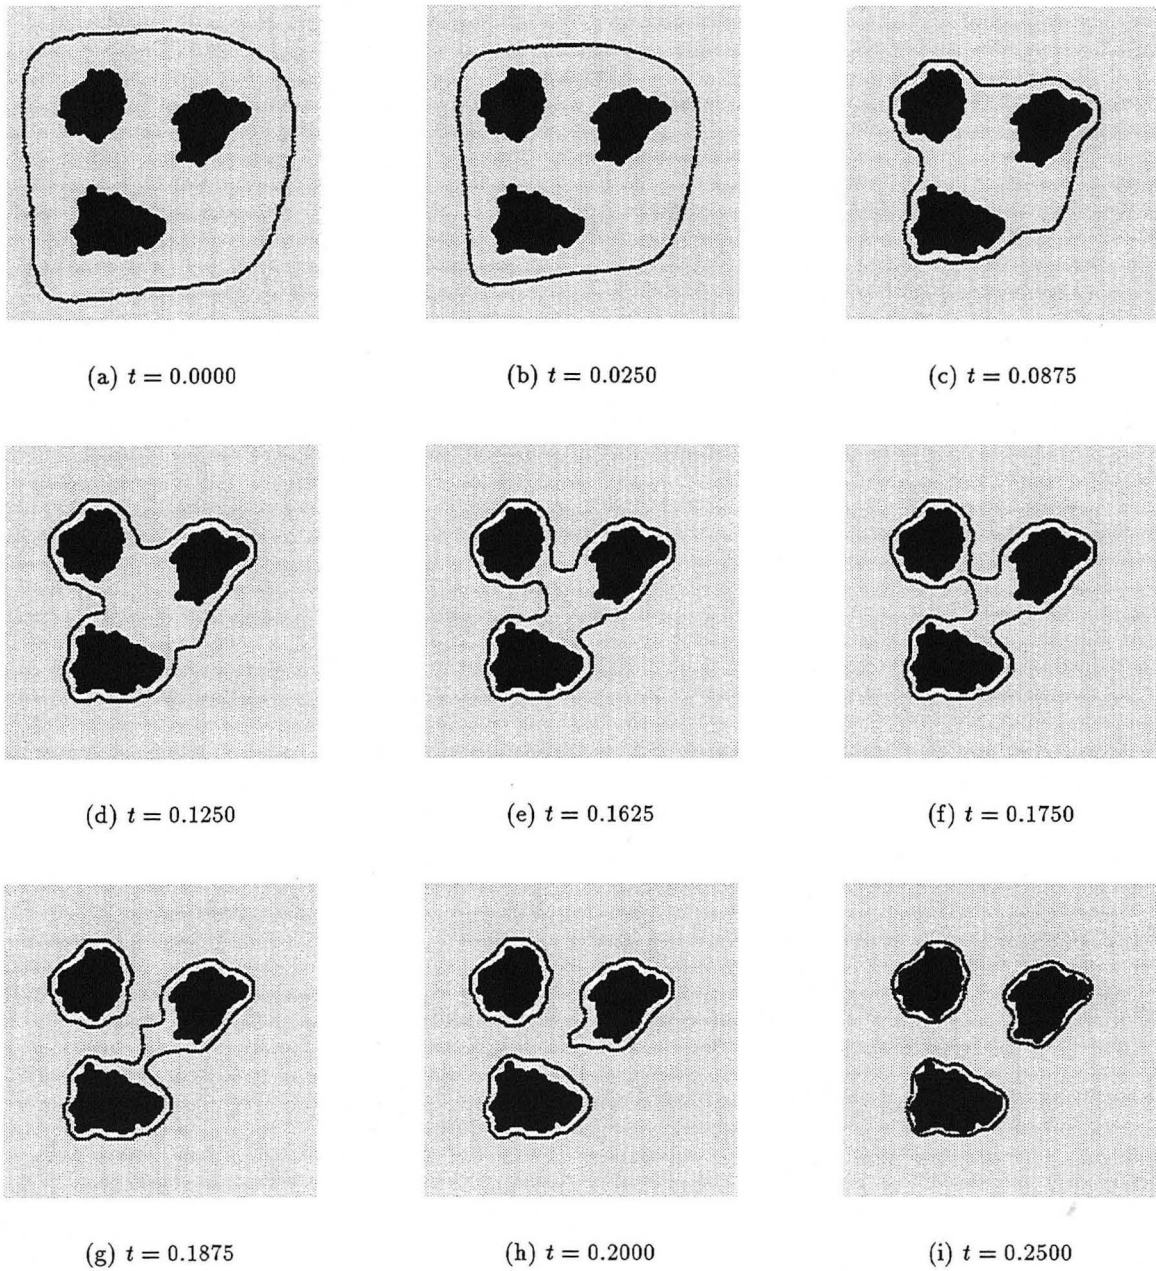 (a) t = 0.0000
(b) t = 0.0250
(c) t = 0.0875
(d) t = 0.1250
(e) t = 0.1625
(f) t = 0.1750
(g) t = 0.1875
(h) t = 0.2000
(i) t = 0.2500